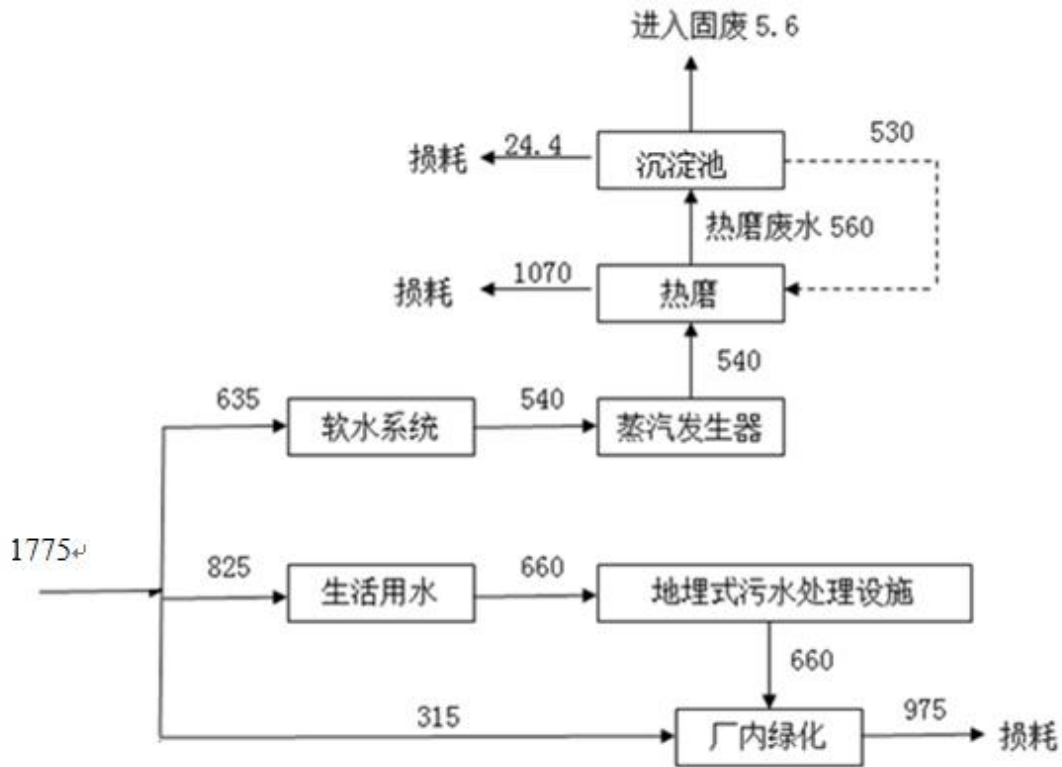 进入固废 5.6
530
损耗 24.4 沉淀池
热磨废水 560
损耗 1070 热磨
540
635 软水系统 540 蒸汽发生器
1775↵
825 生活用水 660 地埋式污水处理设施
660
315 厂内绿化 975 损耗